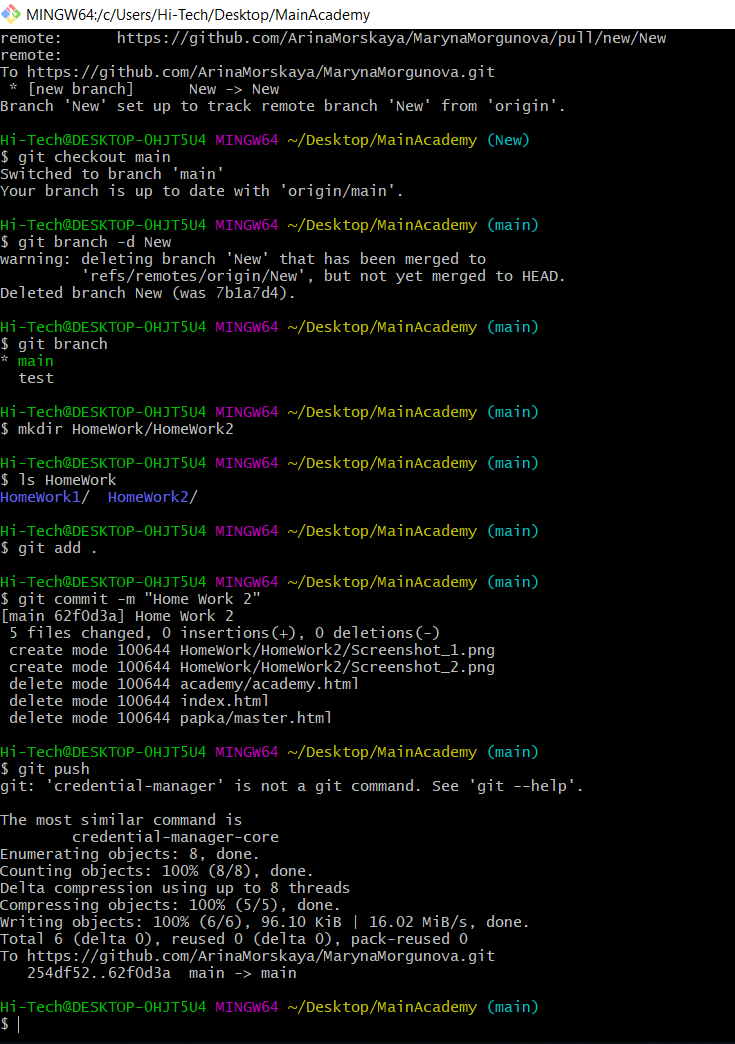 MINGW64:/c/Users/Hi-Tech/Desktop/MainAcademy
remote:      https://github.com/ArinaMorskaya/MarynaMorgunova/pull/new/New
remote:
To https://github.com/ArinaMorskaya/MarynaMorgunova.git
 * [new branch]      New -> New
Branch 'New' set up to track remote branch 'New' from 'origin'.
Hi-Tech@DESKTOP-OHJT5U4 MINGW64 ~/Desktop/MainAcademy (New)
$ git checkout main
Switched to branch 'main'
Your branch is up to date with 'origin/main'.
Hi-Tech@DESKTOP-OHJT5U4 MINGW64 ~/Desktop/MainAcademy (main)
$ git branch -d New
warning: deleting branch 'New' that has been merged to
         'refs/remotes/origin/New', but not yet merged to HEAD.
Deleted branch New (was 7b1a7d4).
Hi-Tech@DESKTOP-OHJT5U4 MINGW64 ~/Desktop/MainAcademy (main)
$ git branch
* main
  test
Hi-Tech@DESKTOP-OHJT5U4 MINGW64 ~/Desktop/MainAcademy (main)
$ mkdir HomeWork/HomeWork2
Hi-Tech@DESKTOP-OHJT5U4 MINGW64 ~/Desktop/MainAcademy (main)
$ ls HomeWork
HomeWork1/  HomeWork2/
Hi-Tech@DESKTOP-OHJT5U4 MINGW64 ~/Desktop/MainAcademy (main)
$ git add .
Hi-Tech@DESKTOP-OHJT5U4 MINGW64 ~/Desktop/MainAcademy (main)
$ git commit -m "Home Work 2"
[main 62f0d3a] Home Work 2
 5 files changed, 0 insertions(+), 0 deletions(-)
 create mode 100644 HomeWork/HomeWork2/Screenshot_1.png
 create mode 100644 HomeWork/HomeWork2/Screenshot_2.png
 delete mode 100644 academy/academy.html
 delete mode 100644 index.html
 delete mode 100644 papka/master.html
Hi-Tech@DESKTOP-OHJT5U4 MINGW64 ~/Desktop/MainAcademy (main)
$ git push
git: 'credential-manager' is not a git command. See 'git --help'.
The most similar command is
        credential-manager-core
Enumerating objects: 8, done.
Counting objects: 100% (8/8), done.
Delta compression using up to 8 threads
Compressing objects: 100% (5/5), done.
Writing objects: 100% (6/6), 96.10 KiB | 16.02 MiB/s, done.
Total 6 (delta 0), reused 0 (delta 0), pack-reused 0
To https://github.com/ArinaMorskaya/MarynaMorgunova.git
   254df52..62f0d3a  main -> main
Hi-Tech@DESKTOP-OHJT5U4 MINGW64 ~/Desktop/MainAcademy (main)
$